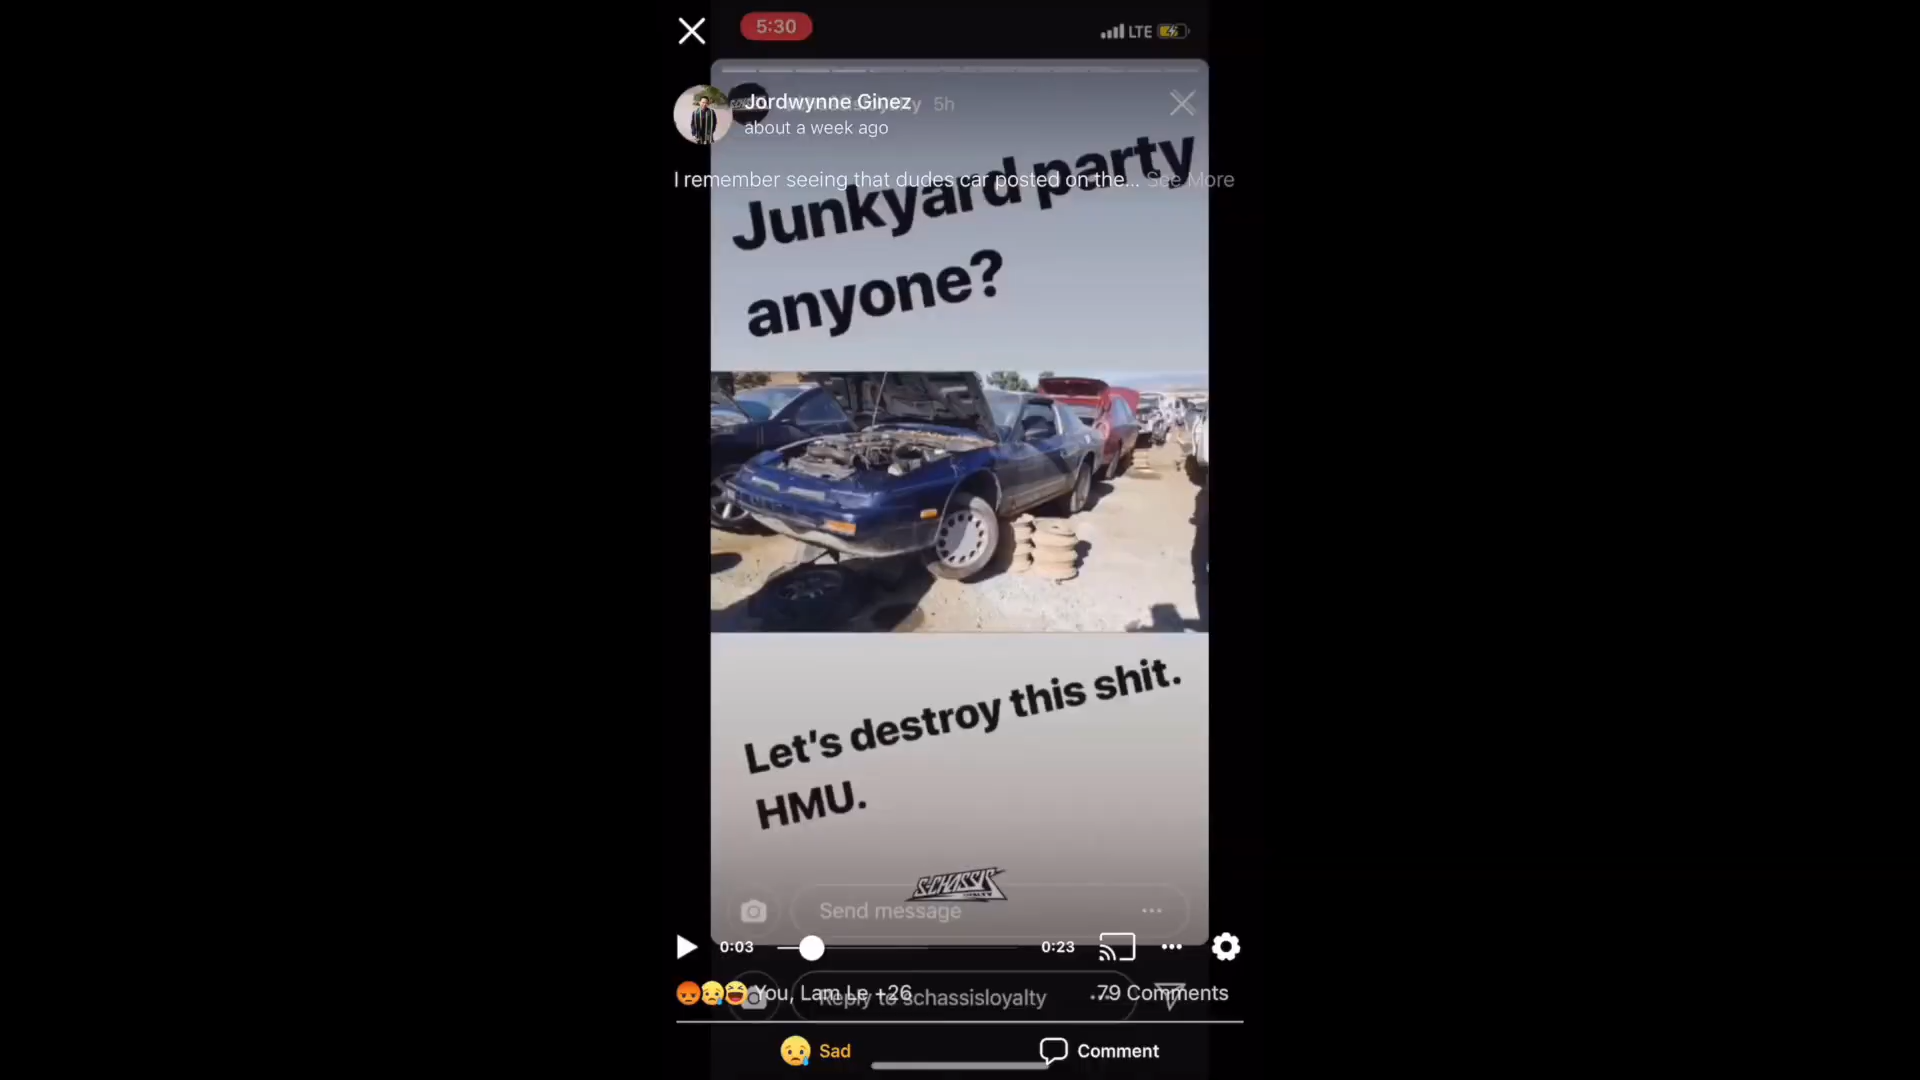 5:30
LTE
Jordwynne Ginez
5h
about a week ago
I remember seeing that dudes car posted on the... See More
Junkyard party
anyone?
Let's destroy this shit.
HMU.
S-CHASSIS
Send message
0:03
0:23
You, Lam Le +26
Reply to schassisloyalty
79 Comments
Sad
Comment